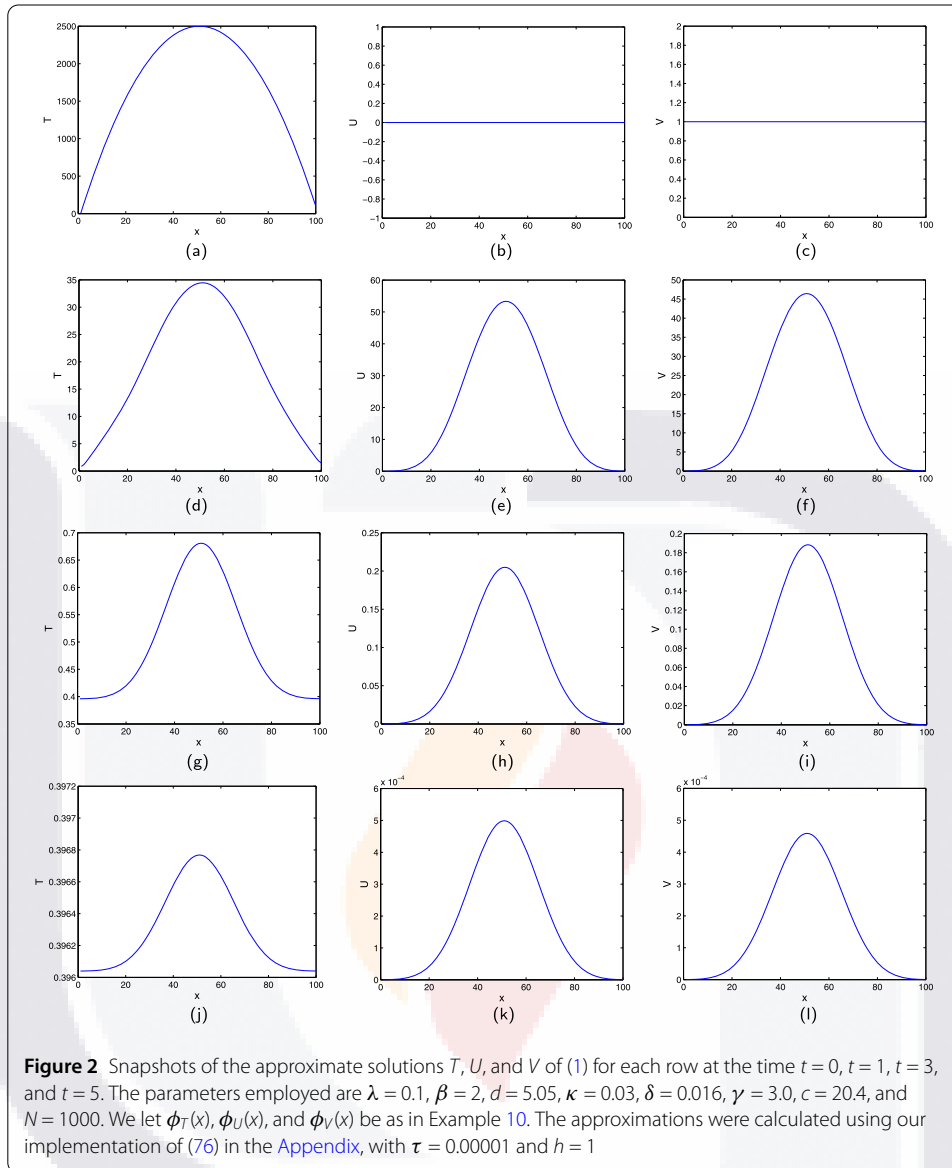 2500
2000
1500
1000
500
0
T
0 20 40 60 80 100
x
(a)
1
0.8
0.6
0.4
0.2
0
−0.2
−0.4
−0.6
−0.8
−1
U
0 20 40 60 80 100
x
(b)
2
1.8
1.6
1.4
1.2
1
0.8
0.6
0.4
0.2
0
V
0 20 40 60 80 100
x
(c)
35
30
25
20
15
10
5
0
T
0 20 40 60 80 100
x
(d)
60
50
40
30
20
10
0
U
0 20 40 60 80 100
x
(e)
50
45
40
35
30
25
20
15
10
5
0
V
0 20 40 60 80 100
x
(f)
0.7
0.65
0.6
0.55
0.5
0.45
0.4
0.35
T
0 20 40 60 80 100
x
(g)
0.25
0.2
0.15
0.1
0.05
0
U
0 20 40 60 80 100
x
(h)
0.2
0.18
0.16
0.14
0.12
0.1
0.08
0.06
0.04
0.02
0
V
0 20 40 60 80 100
x
(i)
0.3972
0.397
0.3968
0.3966
0.3964
0.3962
0.396
T
0 20 40 60 80 100
x
(j)
x 10⁻⁴
6
5
4
3
2
1
0
U
0 20 40 60 80 100
x
(k)
x 10⁻⁴
6
5
4
3
2
1
0
V
0 20 40 60 80 100
x
(l)
Figure 2 Snapshots of the approximate solutions T, U, and V of (1) for each row at the time t = 0, t = 1, t = 3,
and t = 5. The parameters employed are λ = 0.1, β = 2, d = 5.05, κ = 0.03, δ = 0.016, γ = 3.0, c = 20.4, and
N = 1000. We let ϕT(x), ϕU(x), and ϕV(x) be as in Example 10. The approximations were calculated using our
implementation of (76) in the Appendix, with τ = 0.00001 and h = 1